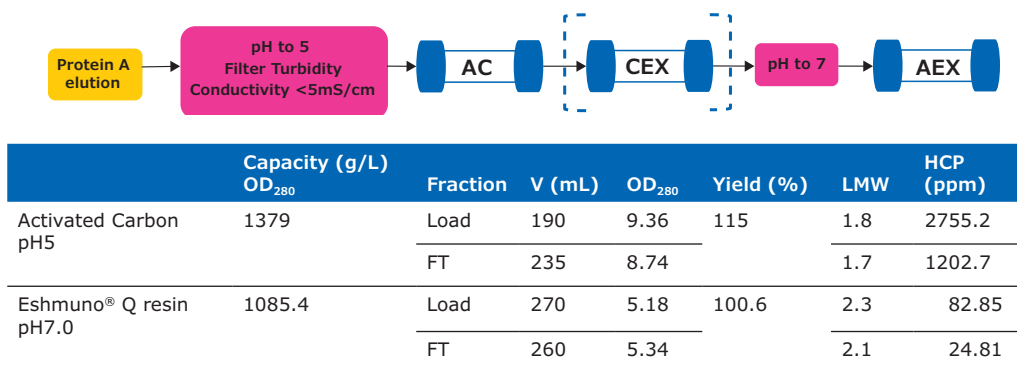 Protein A
elution
pH to 5
Filter Turbidity
Conductivity <5mS/cm
AC
CEX
pH to 7
AEX
Capacity (g/L)
OD280
Fraction
V (mL)
OD280
Yield (%)
LMW
HCP
(ppm)
Activated Carbon
pH5
1379
Load
190
9.36
115
1.8
2755.2
FT
235
8.74
1.7
1202.7
Eshmuno® Q resin
pH7.0
1085.4
Load
270
5.18
100.6
2.3
82.85
FT
260
5.34
2.1
24.81